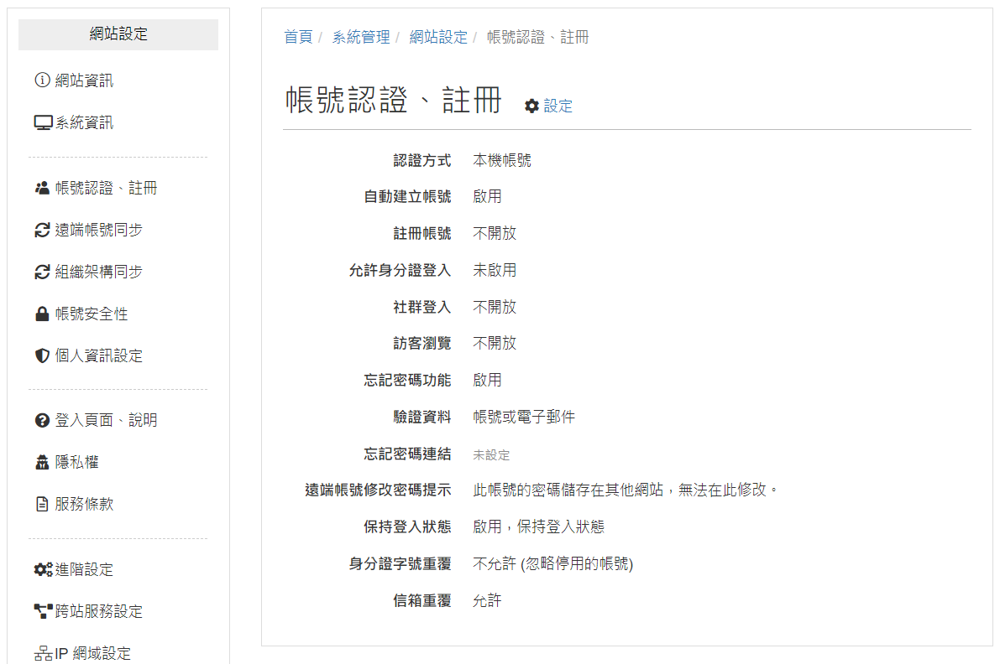 網站設定
網站資訊
系統資訊
帳號認證、註冊
遠端帳號同步
組織架構同步
帳號安全性
個人資訊設定
登入頁面、說明
隱私權
服務條款
進階設定
跨站服務設定
IP 網域設定
首頁 / 系統管理 / 網站設定 / 帳號認證、註冊
帳號認證、註冊 設定
認證方式 本機帳號
自動建立帳號 啟用
註冊帳號 不開放
允許身分證登入 未啟用
社群登入 不開放
訪客瀏覽 不開放
忘記密碼功能 啟用
驗證資料 帳號或電子郵件
忘記密碼連結 未設定
遠端帳號修改密碼提示 此帳號的密碼儲存在其他網站，無法在此修改。
保持登入狀態 啟用，保持登入狀態
身分證字號重覆 不允許 (忽略停用的帳號)
信箱重覆 允許